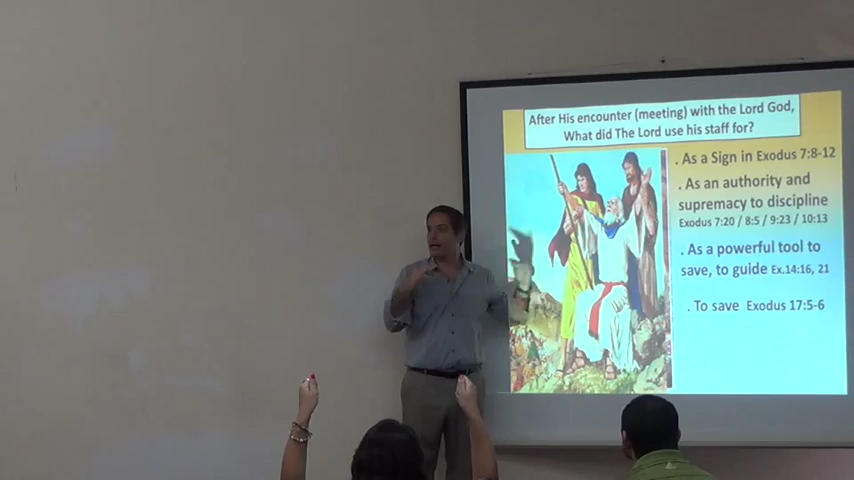 After His encounter (meeting) with the Lord God,
What did The Lord use his staff for?
. As a Sign in Exodus 7:8-12
. As an authority and
supremacy to discipline
Exodus 7:20 / 8:5 / 9:23 / 10:13
. As a powerful tool to
save, to guide Ex.14:16, 21
. To save Exodus 17:5-6